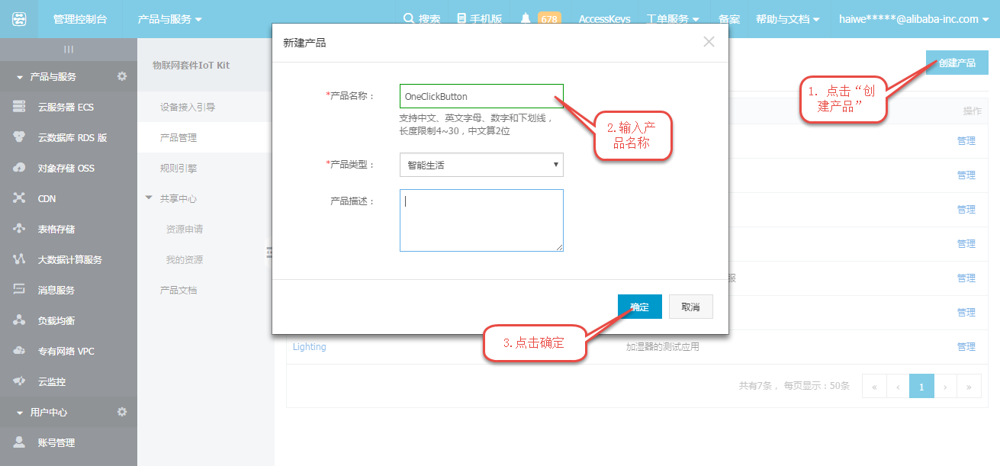 管理控制台 产品与服务 搜索 手机版 678 AccessKeys 工单服务 备案 帮助与文档 haiwe*****@alibaba-inc.com
产品与服务
云服务器 ECS
云数据库 RDS 版
对象存储 OSS
CDN
表格存储
大数据计算服务
消息服务
负载均衡
专有网络 VPC
云监控
用户中心
账号管理
物联网套件IoT Kit
设备接入引导
产品管理
规则引擎
共享中心
资源申请
我的资源
产品文档
新建产品
*产品名称：
OneClickButton
支持中文、英文字母、数字和下划线，
长度限制4~30，中文算2位
*产品类型：
智能生活
产品描述：
确定
取消
创建产品
1. 点击“创
建产品”
2.输入产
品名称
3.点击确定
操作
管理
管理
管理
管理
报 管理
管理
Lighting 加湿器的测试应用 管理
共有7条， 每页显示：50条 « ‹ 1 › »